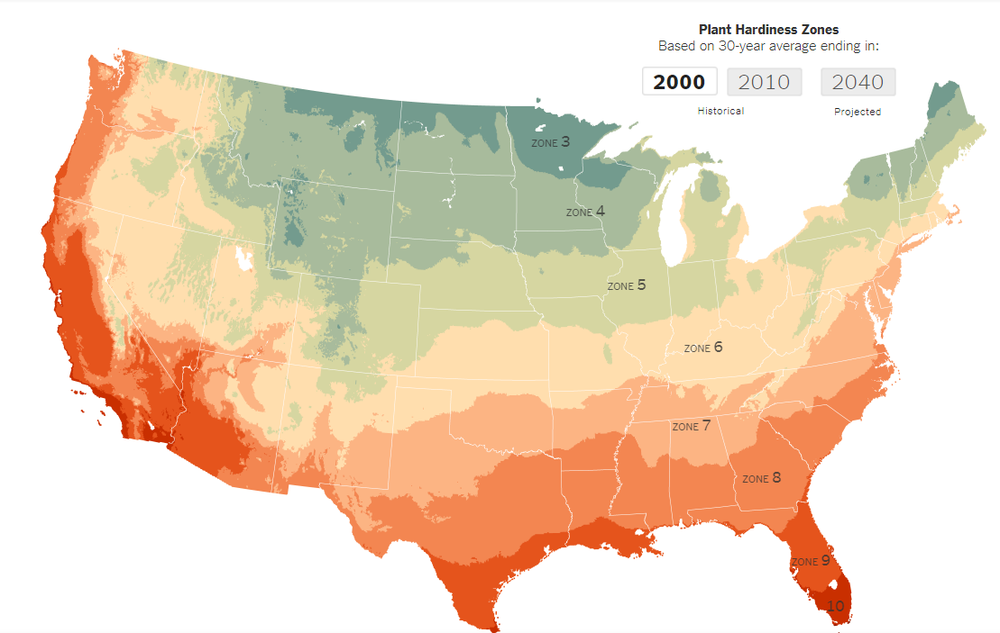 Plant Hardiness Zones
Based on 30-year average ending in:
2000 2010 2040
Historical Projected
ZONE 3
ZONE 4
ZONE 5
ZONE 6
ZONE 7
ZONE 8
ZONE 9
10